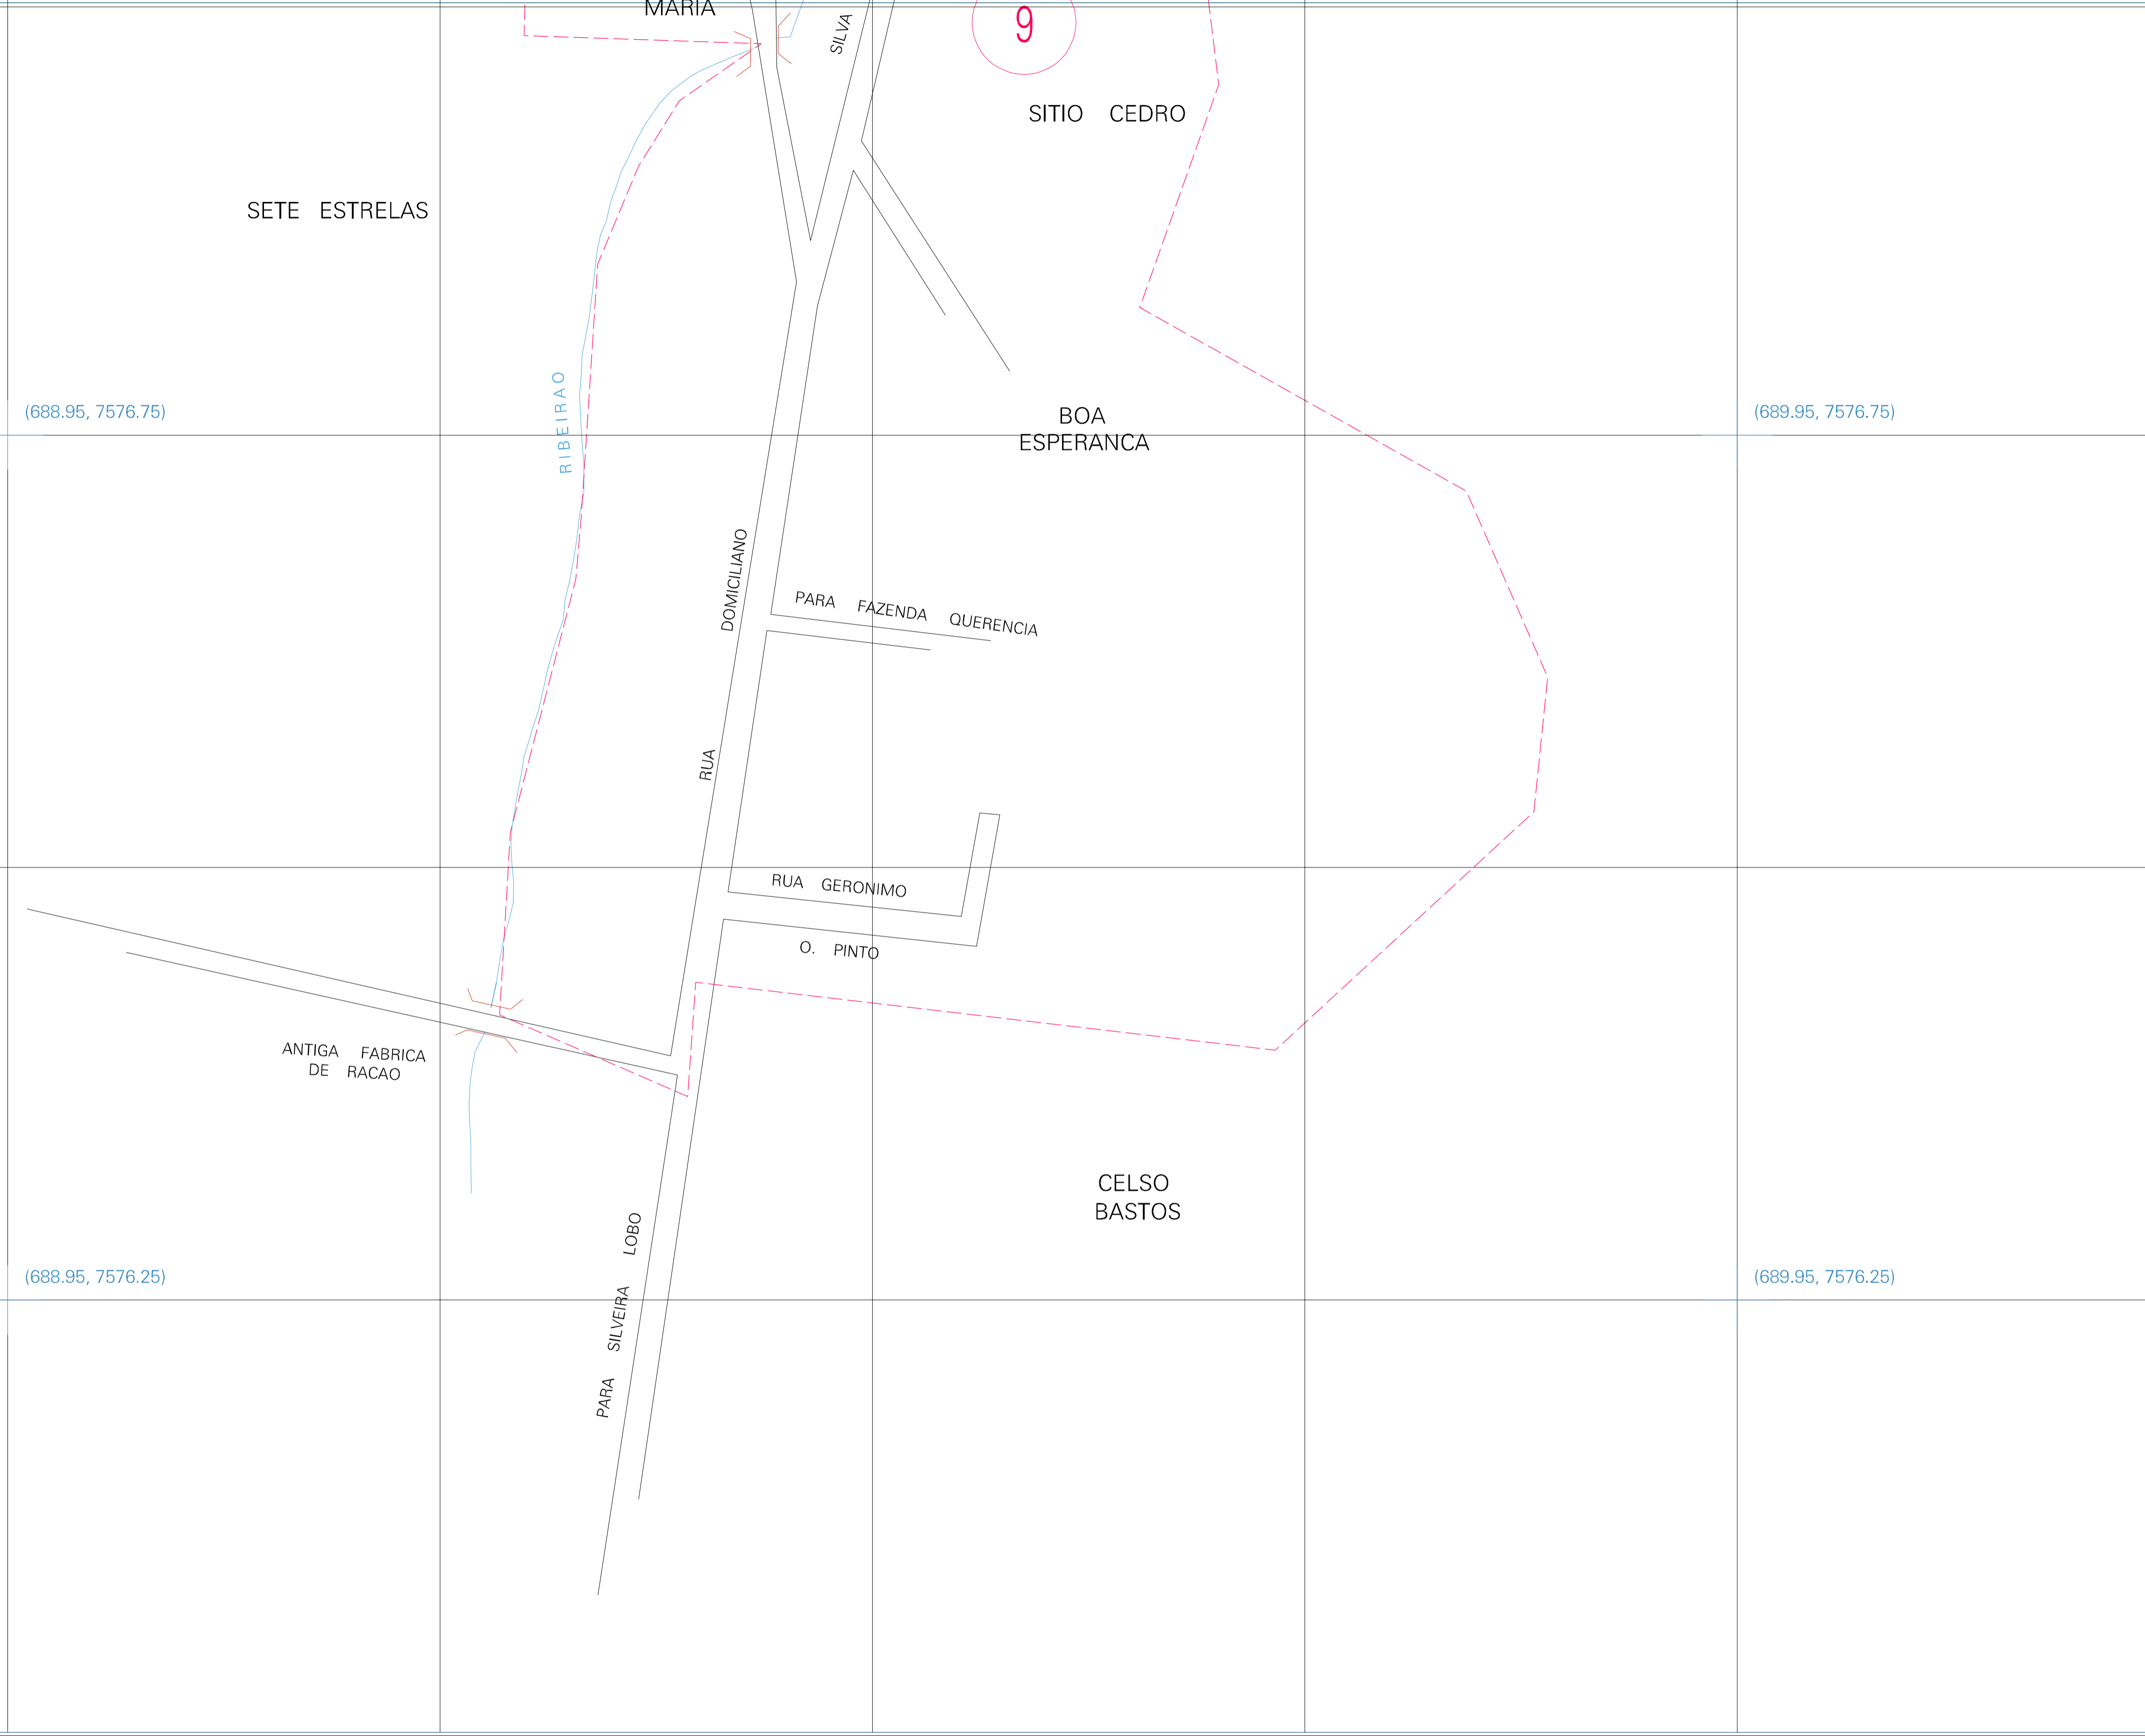 MARIA
SILVA
9
SITIO CEDRO
SETE ESTRELAS
(688.95, 7576.75)
RIBEIRAO
BOA
ESPERANCA
(689.95, 7576.75)
RUA DOMICILIANO
PARA FAZENDA QUERENCIA
RUA GERONIMO
O. PINTO
ANTIGA FABRICA
DE RACAO
CELSO
BASTOS
PARA SILVEIRA LOBO
(688.95, 7576.25)
(689.95, 7576.25)